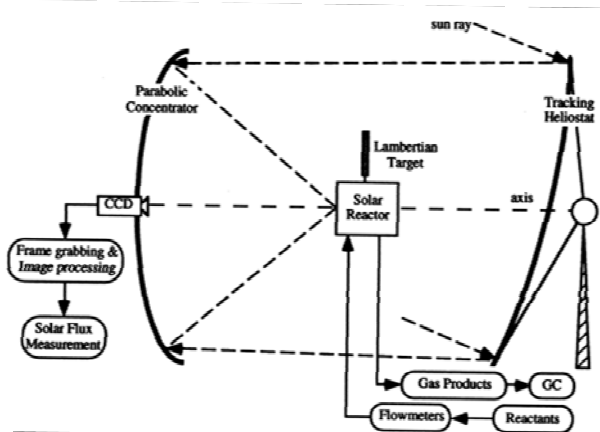 sun ray
Parabolic
Concentrator
Tracking
Heliostat
Lambertian
Target
CCD
Solar
Reactor
axis
Frame grabbing &
Image processing
Solar Flux
Measurement
Gas Products
GC
Flowmeters
Reactants